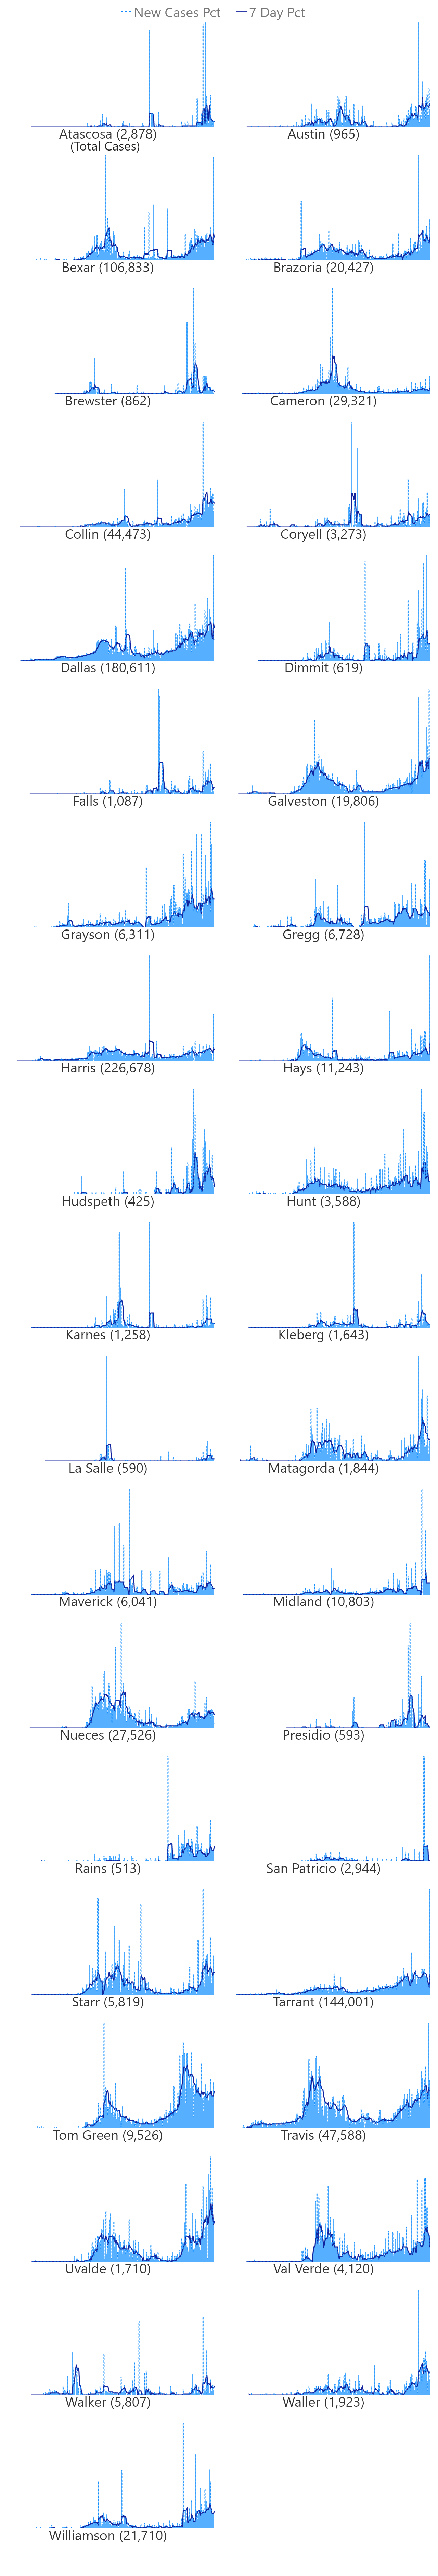 New Cases Pct 7 Day Pct
Atascosa (2,878) Austin (965)
(Total Cases)
Bexar (106,833) Brazoria (20,427)
Brewster (862) Cameron (29,321)
Collin (44,473) Coryell (3,273)
Dallas (180,611) Dimmit (619)
Falls (1,087) Galveston (19,806)
Grayson (6,311) Gregg (6,728)
Harris (226,678) Hays (11,243)
Hudspeth (425) Hunt (3,588)
Karnes (1,258) Kleberg (1,643)
La Salle (590) Matagorda (1,844)
Maverick (6,041) Midland (10,803)
Nueces (27,526) Presidio (593)
Rains (513) San Patricio (2,944)
Starr (5,819) Tarrant (144,001)
Tom Green (9,526) Travis (47,588)
Uvalde (1,710) Val Verde (4,120)
Walker (5,807) Waller (1,923)
Williamson (21,710)